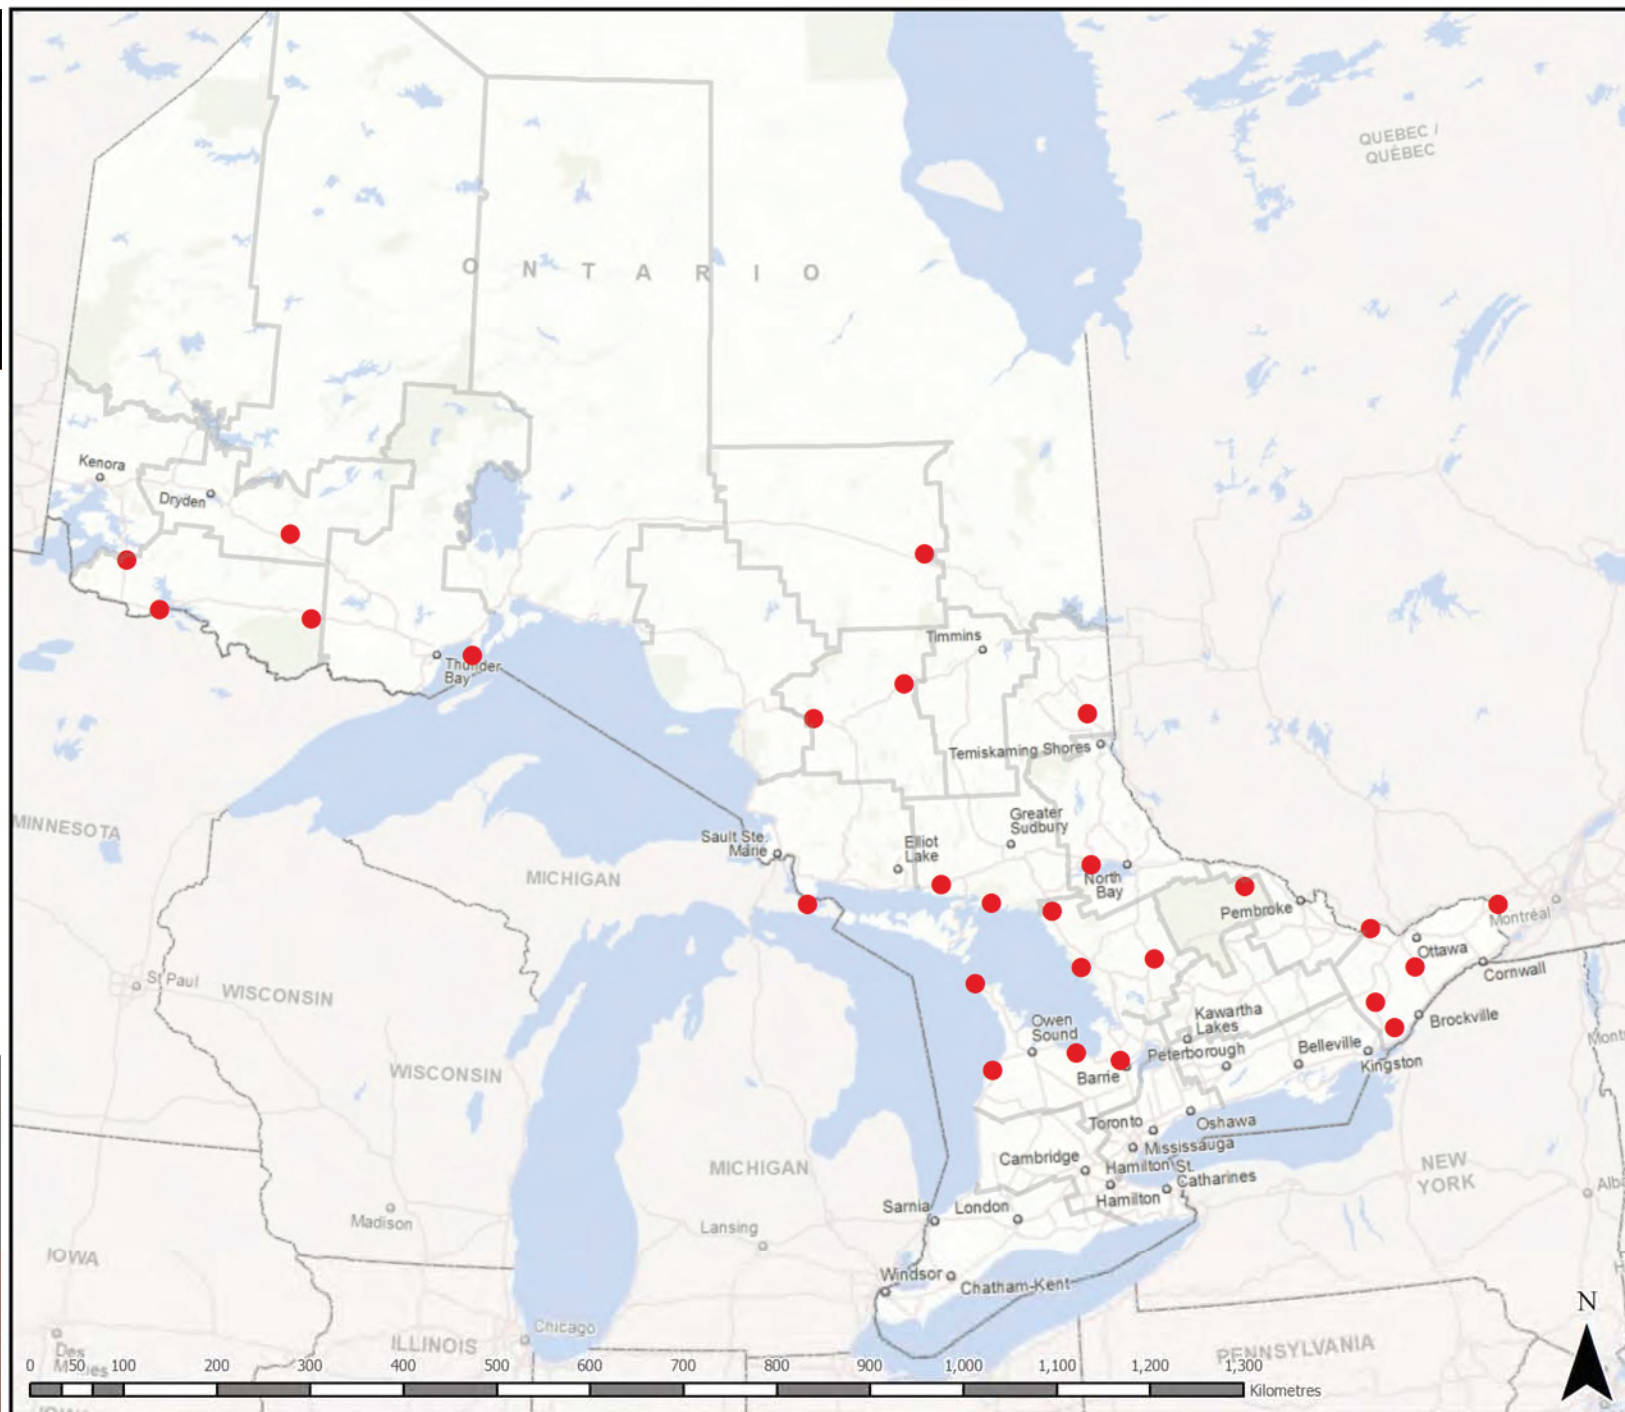 QUEBEC /
QUÉBEC
O N T A R I O
Kenora
Dryden
Thunder
Bay
Timmins
Temiskaming Shores
Greater
Sudbury
Elliot
Lake
Sault Ste.
Marie
North
Bay
MINNESOTA
MICHIGAN
Pembroke
Montréal
Ottawa
Cornwall
St Paul
WISCONSIN
Kawartha
Lakes
Owen
Sound
Brockville
Belleville
Peterborough
Kingston
Barrie
WISCONSIN
Toronto
Oshawa
Mississauga
Cambridge
Hamilton
St.
Catharines
Hamilton
MICHIGAN
NEW
YORK
Sarnia
London
Madison
Lansing
IOWA
Windsor
Chatham-Kent
N
Chicago
ILLINOIS
PENNSYLVANIA
Des
0 50 100 200 300 400 500 600 700 800 900 1,000 1,100 1,200 1,300
Kilometres